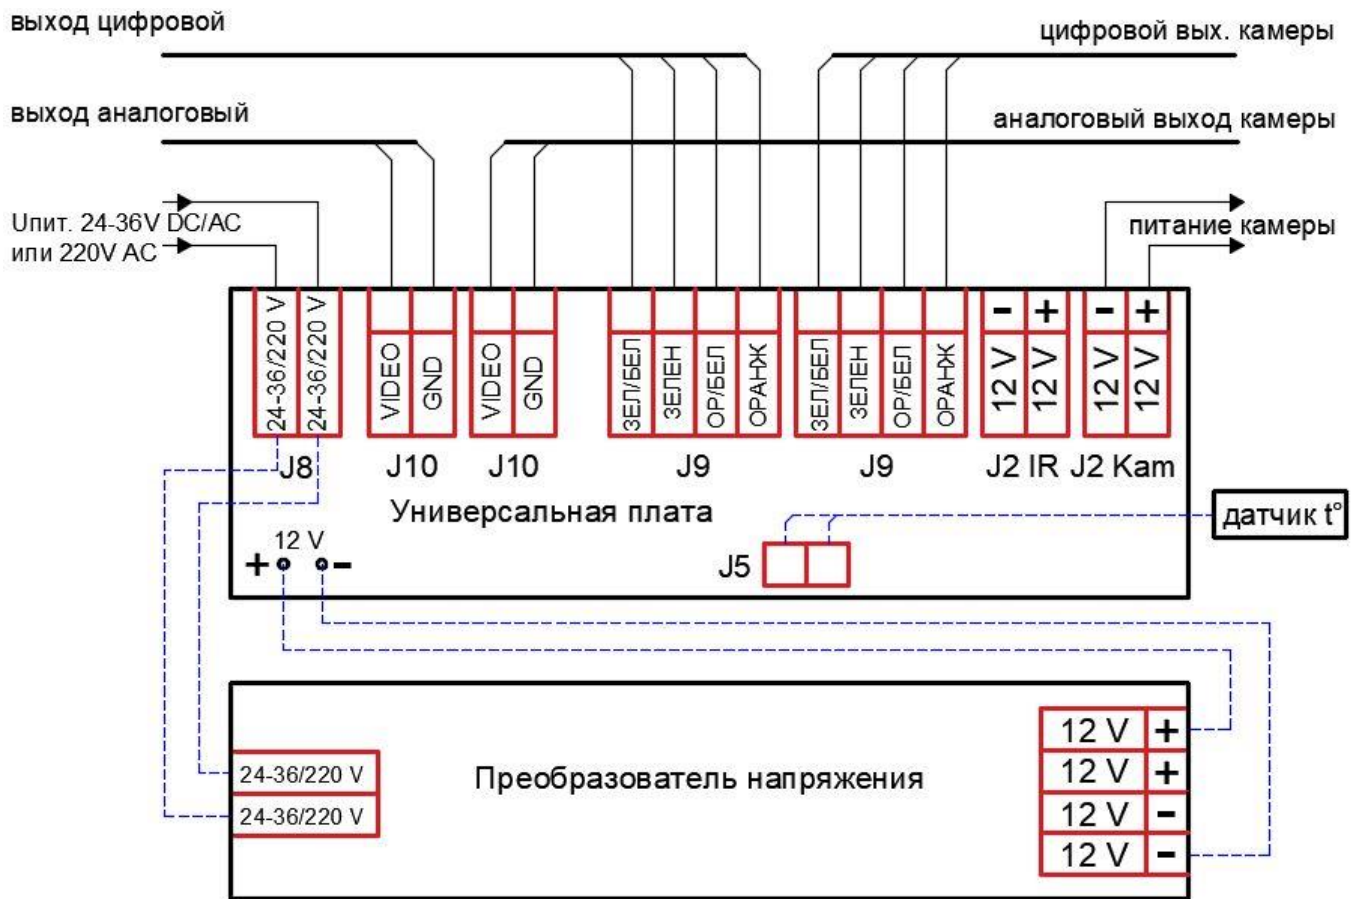 выход цифровой
цифровой вых. камеры
выход аналоговый
аналоговый выход камеры
Uпит. 24-36V DC/AC
или 220V AC
питание камеры
24-36/220 V
24-36/220 V
VIDEO
GND
VIDEO
GND
ЗЕЛ/БЕЛ
ЗЕЛЕН
ОР/БЕЛ
ОРАНЖ
ЗЕЛ/БЕЛ
ЗЕЛЕН
ОР/БЕЛ
ОРАНЖ
- +
12 V
12 V
- +
12 V
12 V
J8
J10
J10
J9
J9
J2 IR
J2 Kam
Универсальная плата
датчик t°
12 V
+ -
J5
24-36/220 V
24-36/220 V
Преобразователь напряжения
12 V +
12 V +
12 V -
12 V -